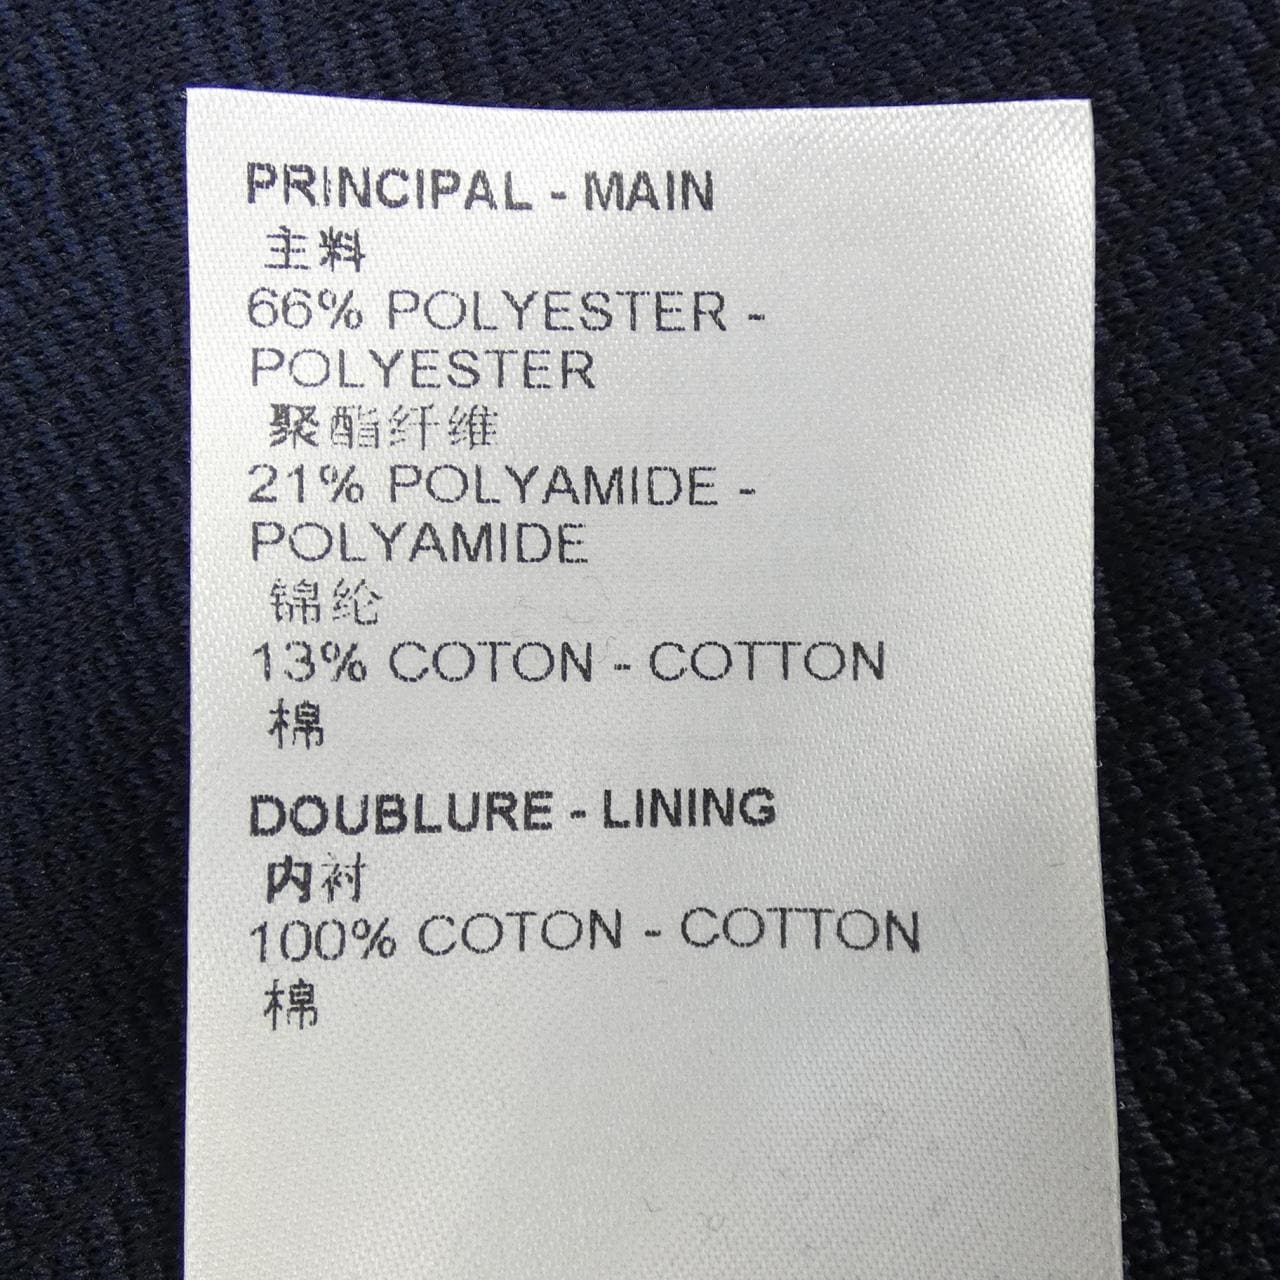 PRINCIPAL - MAIN
主料
66% POLYESTER -
POLYESTER
聚酯纤维
21% POLYAMIDE -
POLYAMIDE
锦纶
13% COTON - COTTON
棉
DOUBLURE - LINING
内衬
100% COTON - COTTON
棉